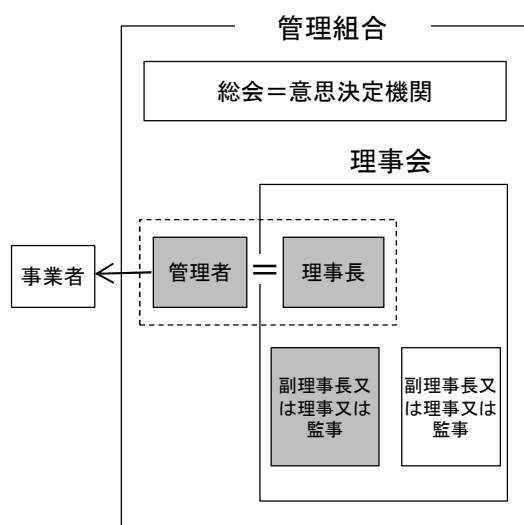 管理組合
総会＝意思決定機関
理事会
事業者
管理者
＝
理事長
副理事長又
は理事又は
監事
副理事長又
は理事又は
監事